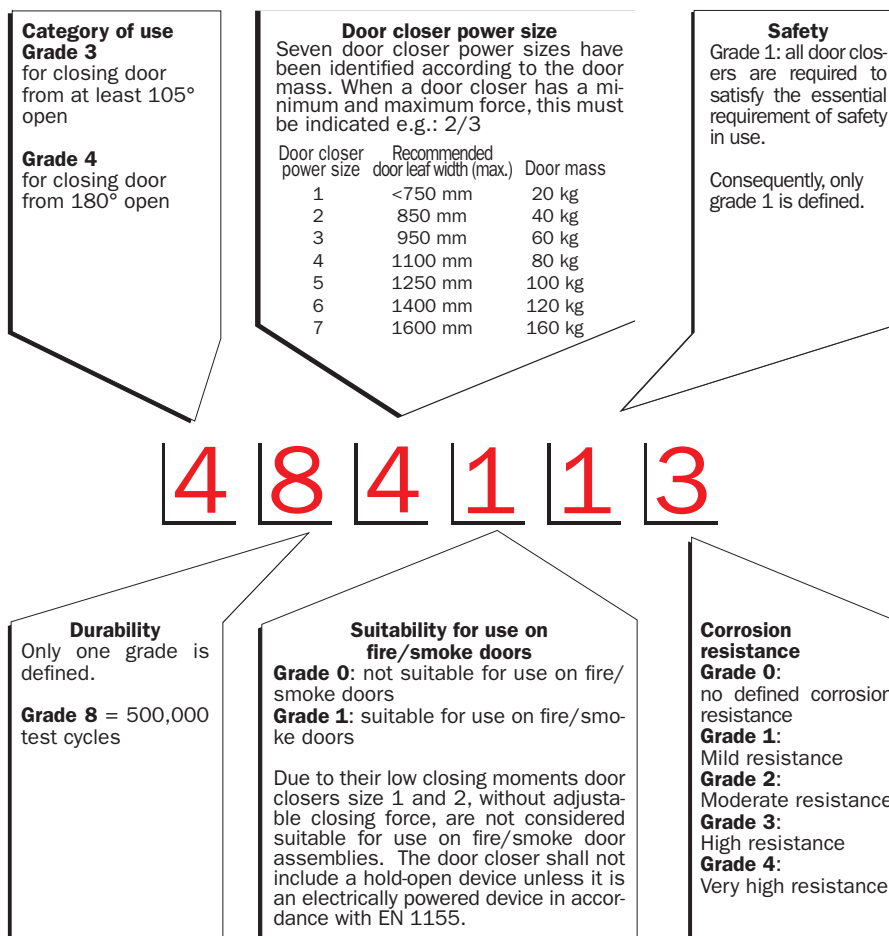 Category of use
Grade 3
for closing door
from at least 105°
open
Grade 4
for closing door
from 180° open
Door closer power size
Seven door closer power sizes have
been identified according to the door
mass. When a door closer has a mi-
nimum and maximum force, this must
be indicated e.g.: 2/3
Door closer power size Recommended door leaf width (max.) Door mass
1 <750 mm 20 kg
2 850 mm 40 kg
3 950 mm 60 kg
4 1100 mm 80 kg
5 1250 mm 100 kg
6 1400 mm 120 kg
7 1600 mm 160 kg
Safety
Grade 1: all door clos-
ers are required to
satisfy the essential
requirement of safety
in use.
Consequently, only
grade 1 is defined.
4 8 4 1 1 3
Durability
Only one grade is
defined.
Grade 8 = 500,000
test cycles
Suitability for use on
fire/smoke doors
Grade 0: not suitable for use on fire/
smoke doors
Grade 1: suitable for use on fire/smo-
ke doors
Due to their low closing moments door
closers size 1 and 2, without adjusta-
ble closing force, are not considered
suitable for use on fire/smoke door
assemblies. The door closer shall not
include a hold-open device unless it is
an electrically powered device in accor-
dance with EN 1155.
Corrosion
resistance
Grade 0:
no defined corrosion
resistance
Grade 1:
Mild resistance
Grade 2:
Moderate resistance
Grade 3:
High resistance
Grade 4:
Very high resistance